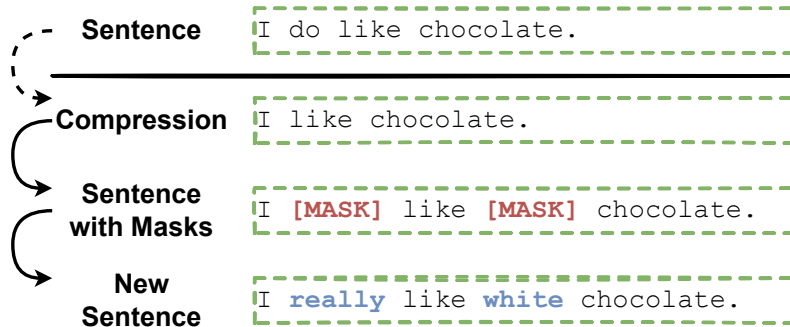 Sentence I do like chocolate.
Compression I like chocolate.
Sentence with Masks I [MASK] like [MASK] chocolate.
New Sentence I really like white chocolate.